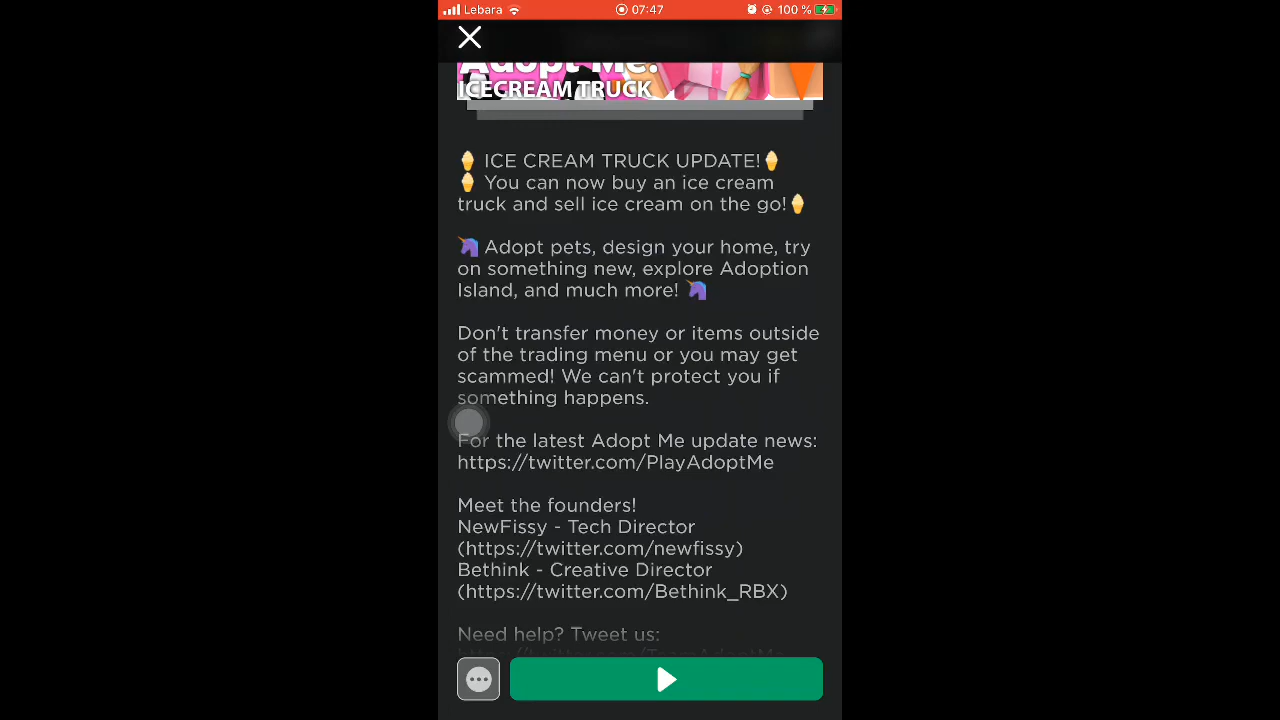 Lebara 07:47 100 %
Adopt Me!
ICECREAM TRUCK
ICE CREAM TRUCK UPDATE!
You can now buy an ice cream
truck and sell ice cream on the go!
Adopt pets, design your home, try
on something new, explore Adoption
Island, and much more!
Don't transfer money or items outside
of the trading menu or you may get
scammed! We can't protect you if
something happens.
For the latest Adopt Me update news:
https://twitter.com/PlayAdoptMe
Meet the founders!
NewFissy - Tech Director
(https://twitter.com/newfissy)
Bethink - Creative Director
(https://twitter.com/Bethink_RBX)
Need help? Tweet us:
https://twitter.com/TeamAdoptMe